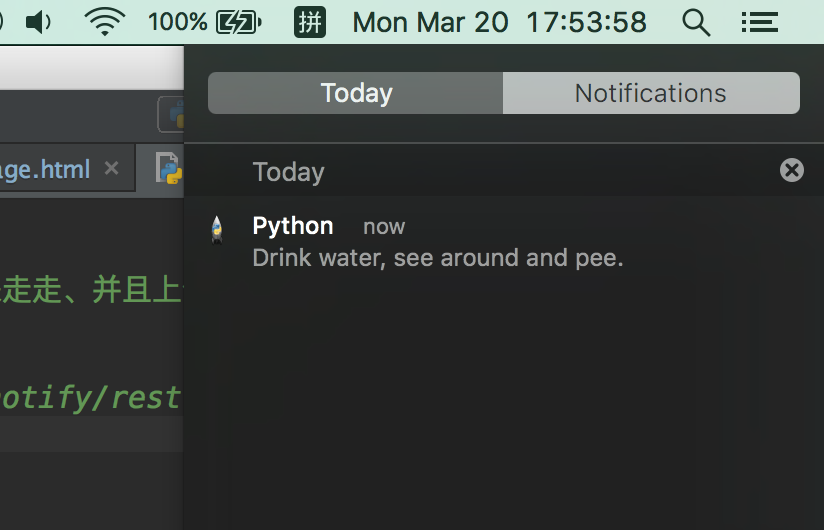 100% 拼 Mon Mar 20 17:53:58
Today Notifications
age.html
Today
Python now
Drink water, see around and pee.
走走、并且上
notify/rest